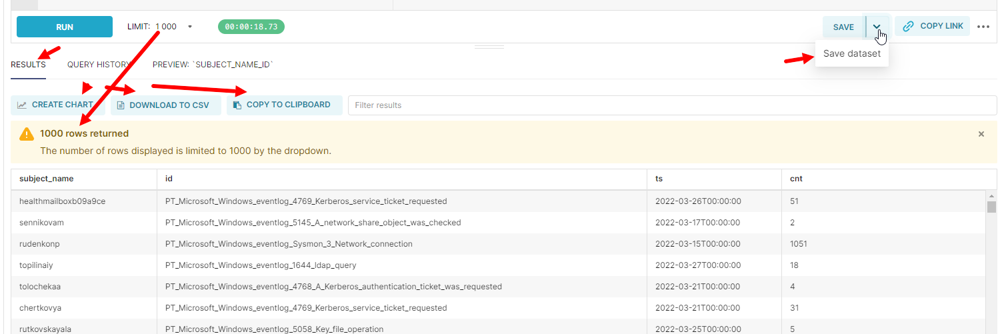 RUN LIMIT: 1 000 00:00:18.73 SAVE COPY LINK
Save dataset
RESULTS QUERY HISTORY PREVIEW: `SUBJECT_NAME_ID`
CREATE CHART DOWNLOAD TO CSV COPY TO CLIPBOARD Filter results
1000 rows returned
The number of rows displayed is limited to 1000 by the dropdown.
subject_name id ts cnt
healthmailboxb09a9ce PT_Microsoft_Windows_eventlog_4769_Kerberos_service_ticket_requested 2022-03-26T00:00:00 51
sennikovam PT_Microsoft_Windows_eventlog_5145_A_network_share_object_was_checked 2022-03-17T00:00:00 2
rudenkonp PT_Microsoft_Windows_eventlog_Sysmon_3_Network_connection 2022-03-15T00:00:00 1051
topilinaiy PT_Microsoft_Windows_eventlog_1644_ldap_query 2022-03-27T00:00:00 18
tolochekaa PT_Microsoft_Windows_eventlog_4768_A_Kerberos_authentication_ticket_was_requested 2022-03-21T00:00:00 4
chertkovya PT_Microsoft_Windows_eventlog_4769_Kerberos_service_ticket_requested 2022-03-21T00:00:00 31
rutkovskayala PT_Microsoft_Windows_eventlog_5058_Key_file_operation 2022-03-25T00:00:00 5